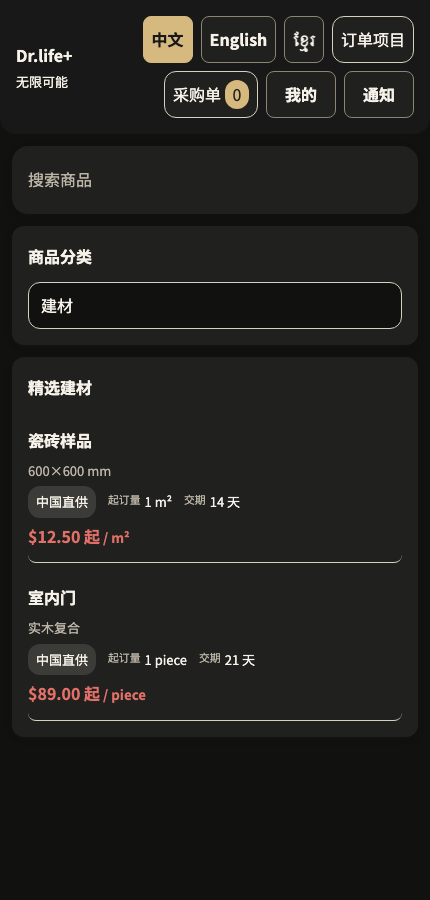 Dr.life+
无限可能
中文 English ខ្មែរ 订单项目
采购单 0 我的 通知
搜索商品
商品分类
建材
精选建材
瓷砖样品
600×600 mm
中国直供 起订量 1 m² 交期 14 天
$12.50 起 / m²
室内门
实木复合
中国直供 起订量 1 piece 交期 21 天
$89.00 起 / piece